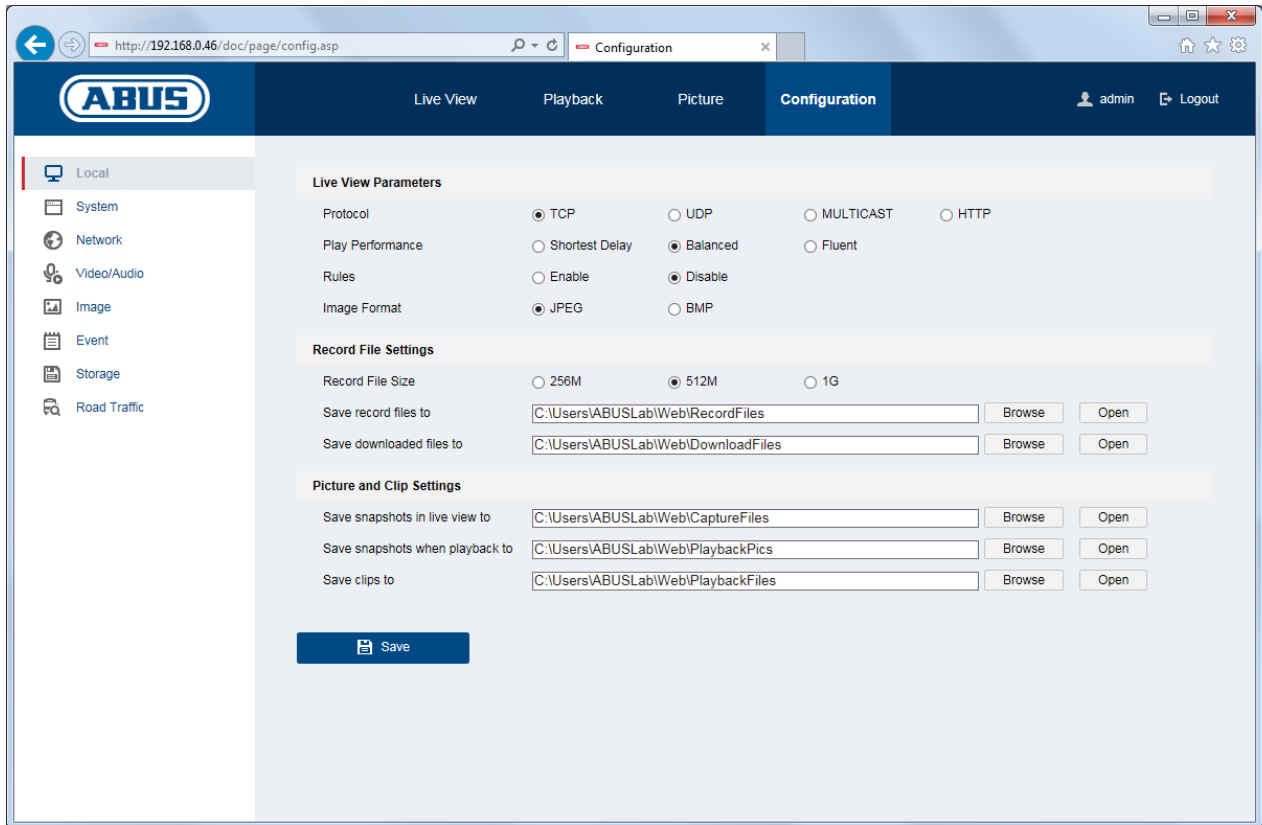 http://192.168.0.46/doc/page/config.asp Configuration
ABUS Live View Playback Picture Configuration admin Logout
Local
System
Network
Video/Audio
Image
Event
Storage
Road Traffic
Live View Parameters
Protocol TCP UDP MULTICAST HTTP
Play Performance Shortest Delay Balanced Fluent
Rules Enable Disable
Image Format JPEG BMP
Record File Settings
Record File Size 256M 512M 1G
Save record files to C:\Users\ABUSLab\Web\RecordFiles Browse Open
Save downloaded files to C:\Users\ABUSLab\Web\DownloadFiles Browse Open
Picture and Clip Settings
Save snapshots in live view to C:\Users\ABUSLab\Web\CaptureFiles Browse Open
Save snapshots when playback to C:\Users\ABUSLab\Web\PlaybackPics Browse Open
Save clips to C:\Users\ABUSLab\Web\PlaybackFiles Browse Open
Save